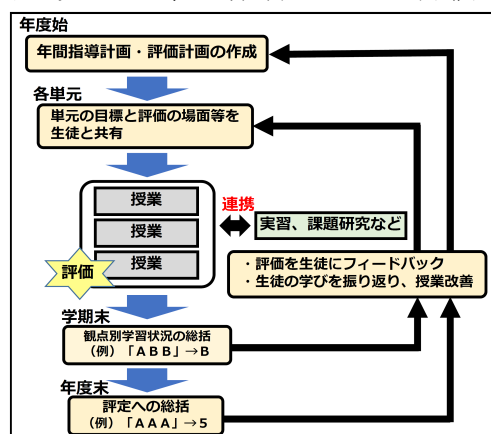 年度始
年間指導計画・評価計画の作成
各単元
単元の目標と評価の場面等を
生徒と共有
授業
授業
授業
評価
連携
実習、課題研究など
・評価を生徒にフィードバック
・生徒の学びを振り返り、授業改善
学期末
観点別学習状況の総括
（例）「ＡＢＢ」→Ｂ
年度末
評定への総括
（例）「ＡＡＡ」→５